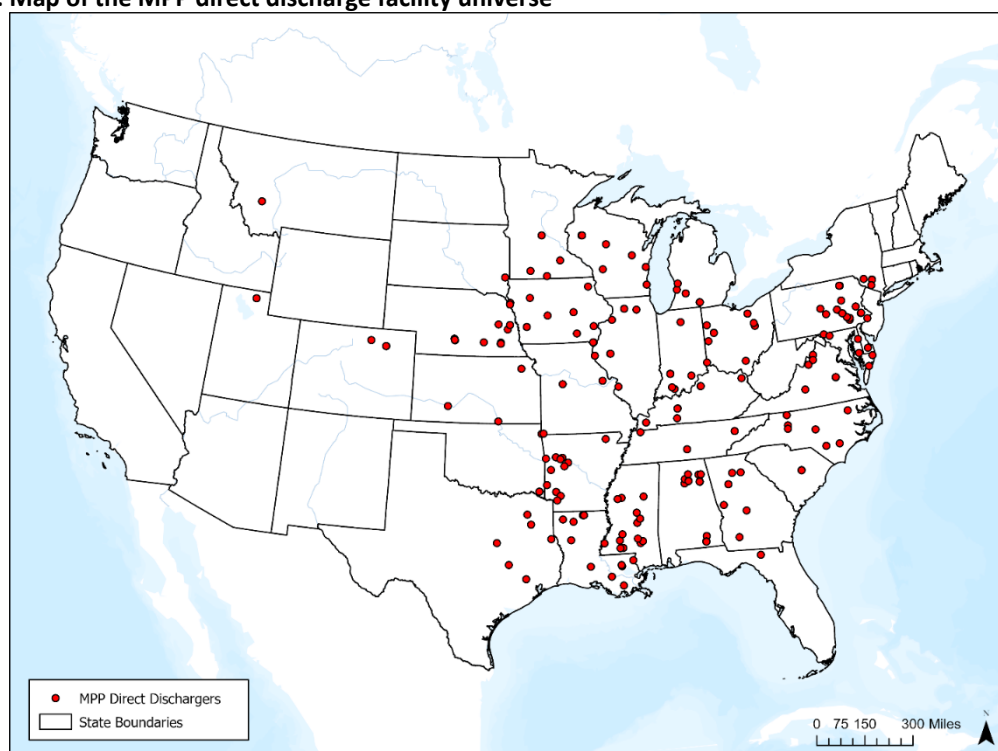 Map of the MPP direct discharge facility universe
MPP Direct Dischargers
State Boundaries
0 75 150 300 Miles
N